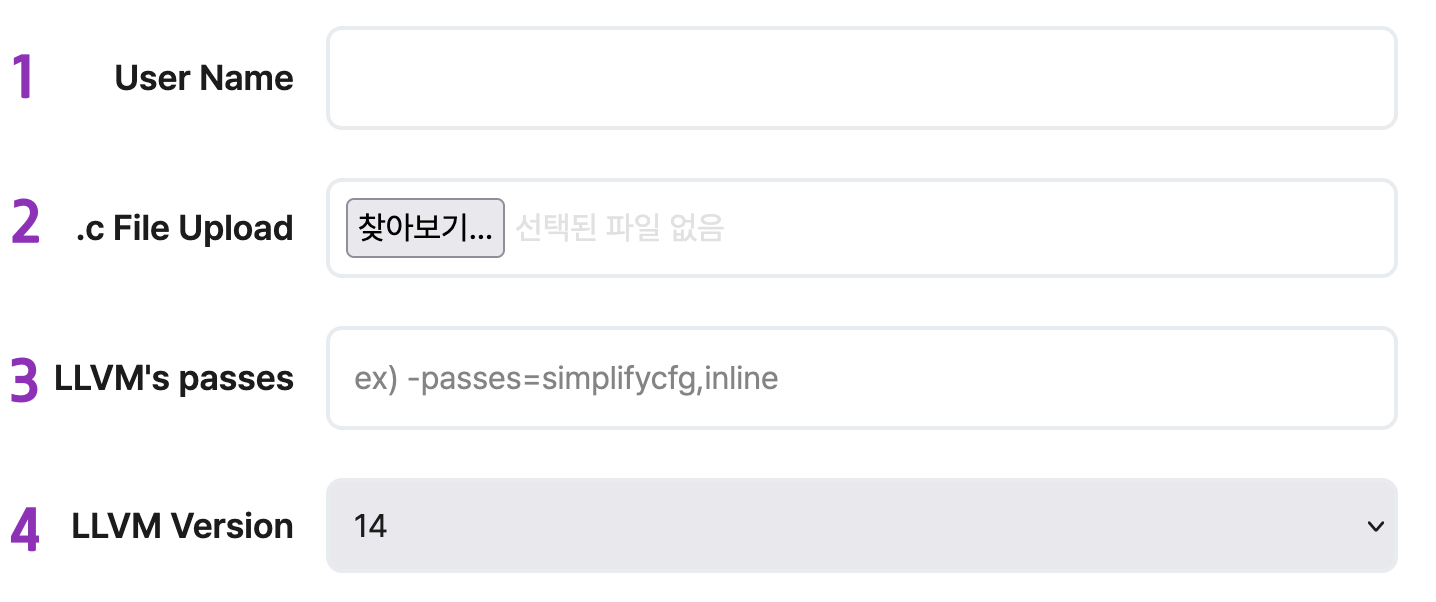 1 User Name
2 .c File Upload 찾아보기... 선택된 파일 없음
3 LLVM's passes ex) -passes=simplifycfg,inline
4 LLVM Version 14